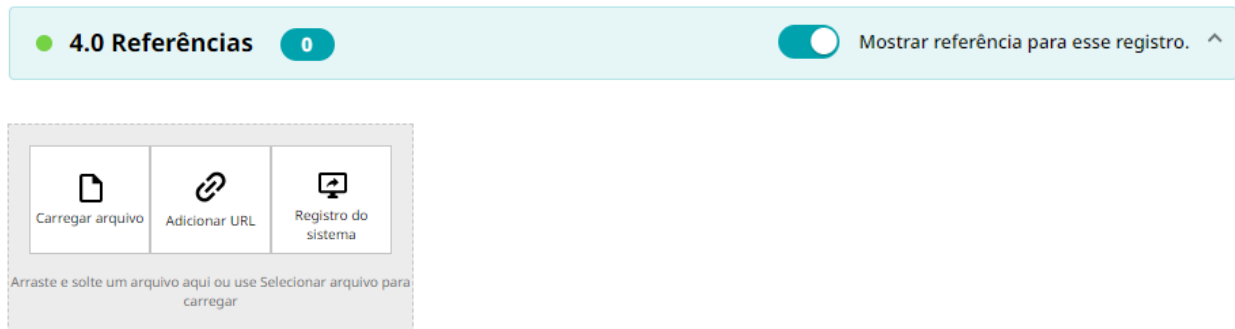 4.0 Referências 0 Mostrar referência para esse registro.
Carregar arquivo
Adicionar URL
Registro do
sistema
Arraste e solte um arquivo aqui ou use Selecionar arquivo para
carregar